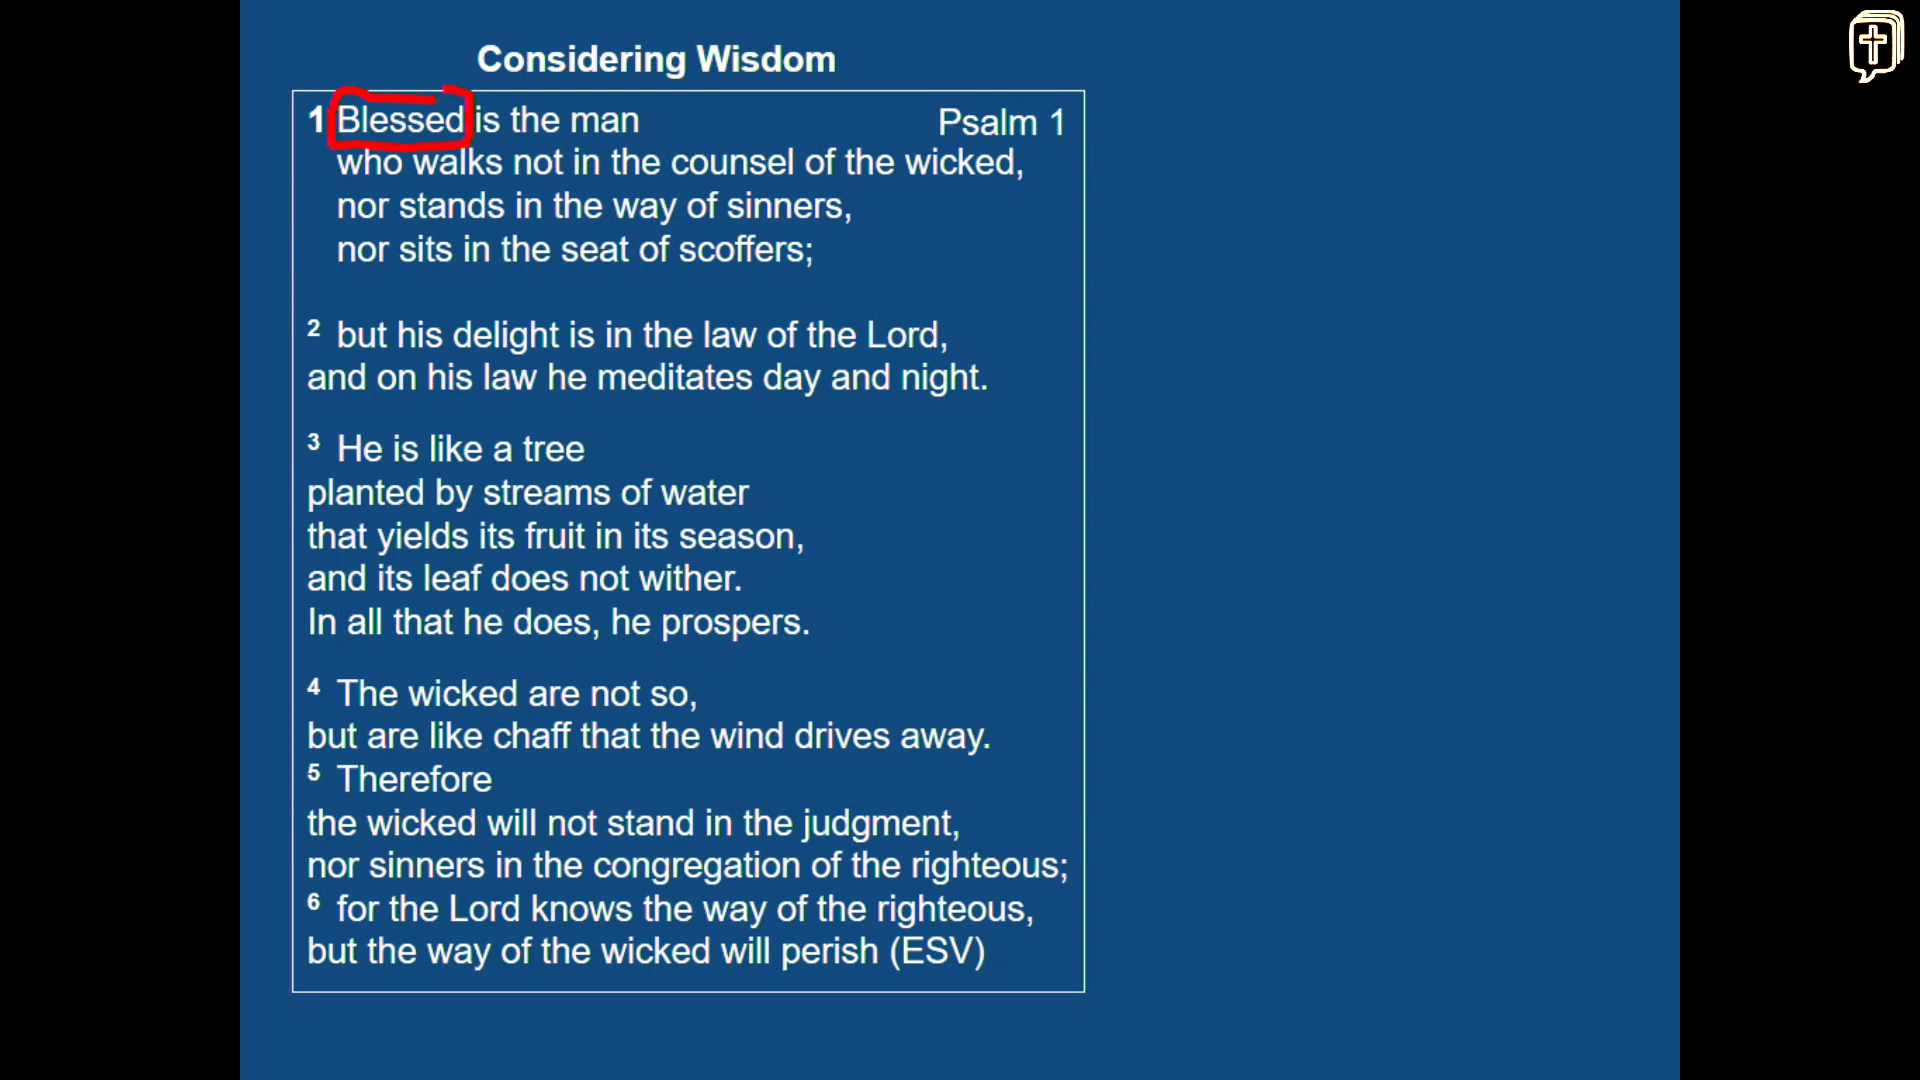 Considering Wisdom
1 Blessed is the man Psalm 1
who walks not in the counsel of the wicked,
nor stands in the way of sinners,
nor sits in the seat of scoffers;
2 but his delight is in the law of the Lord,
and on his law he meditates day and night.
3 He is like a tree
planted by streams of water
that yields its fruit in its season,
and its leaf does not wither.
In all that he does, he prospers.
4 The wicked are not so,
but are like chaff that the wind drives away.
5 Therefore
the wicked will not stand in the judgment,
nor sinners in the congregation of the righteous;
6 for the Lord knows the way of the righteous,
but the way of the wicked will perish (ESV)